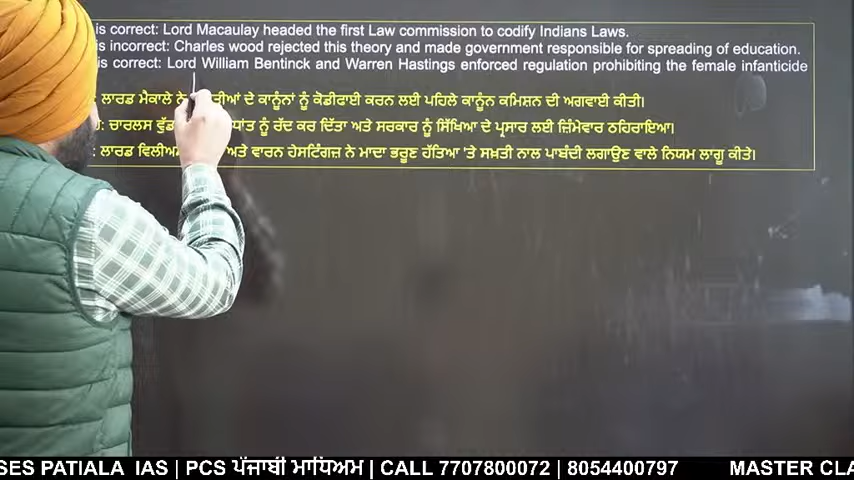 is correct: Lord Macaulay headed the first Law commission to codify Indians Laws.
is incorrect: Charles wood rejected this theory and made government responsible for spreading of education.
is correct: Lord William Bentinck and Warren Hastings enforced regulation prohibiting the female infanticide
: ਲਾਰਡ ਮੈਕਾਲੇ ਦੇ ਕਾਨੂੰਨਾਂ ਨੂੰ ਕੋਡੀਫਾਈ ਕਰਨ ਲਈ ਪਹਿਲੇ ਕਾਨੂੰਨ ਕਮਿਸ਼ਨ ਦੀ ਅਗਵਾਈ ਕੀਤੀ।
: ਚਾਰਲਸ ਵੁੱਡ ਨੂੰ ਰੱਦ ਕਰ ਦਿੱਤਾ ਅਤੇ ਸਰਕਾਰ ਨੂੰ ਸਿੱਖਿਆ ਦੇ ਪ੍ਰਸਾਰ ਲਈ ਜ਼ਿੰਮੇਵਾਰ ਠਹਿਰਾਇਆ।
: ਲਾਰਡ ਅਤੇ ਵਾਰਨ ਹੇਸਟਿੰਗਜ਼ ਨੇ ਮਾਦਾ ਭਰੂਣ ਹੱਤਿਆ 'ਤੇ ਸਖ਼ਤੀ ਨਾਲ ਪਾਬੰਦੀ ਲਗਾਉਣ ਵਾਲੇ ਨਿਯਮ ਲਾਗੂ ਕੀਤੇ।
SES PATIALA IAS | PCS ਪੰਜਾਬੀ ਮਾਧਿਅਮ | CALL 7707800072 | 8054400797 MASTER CLA